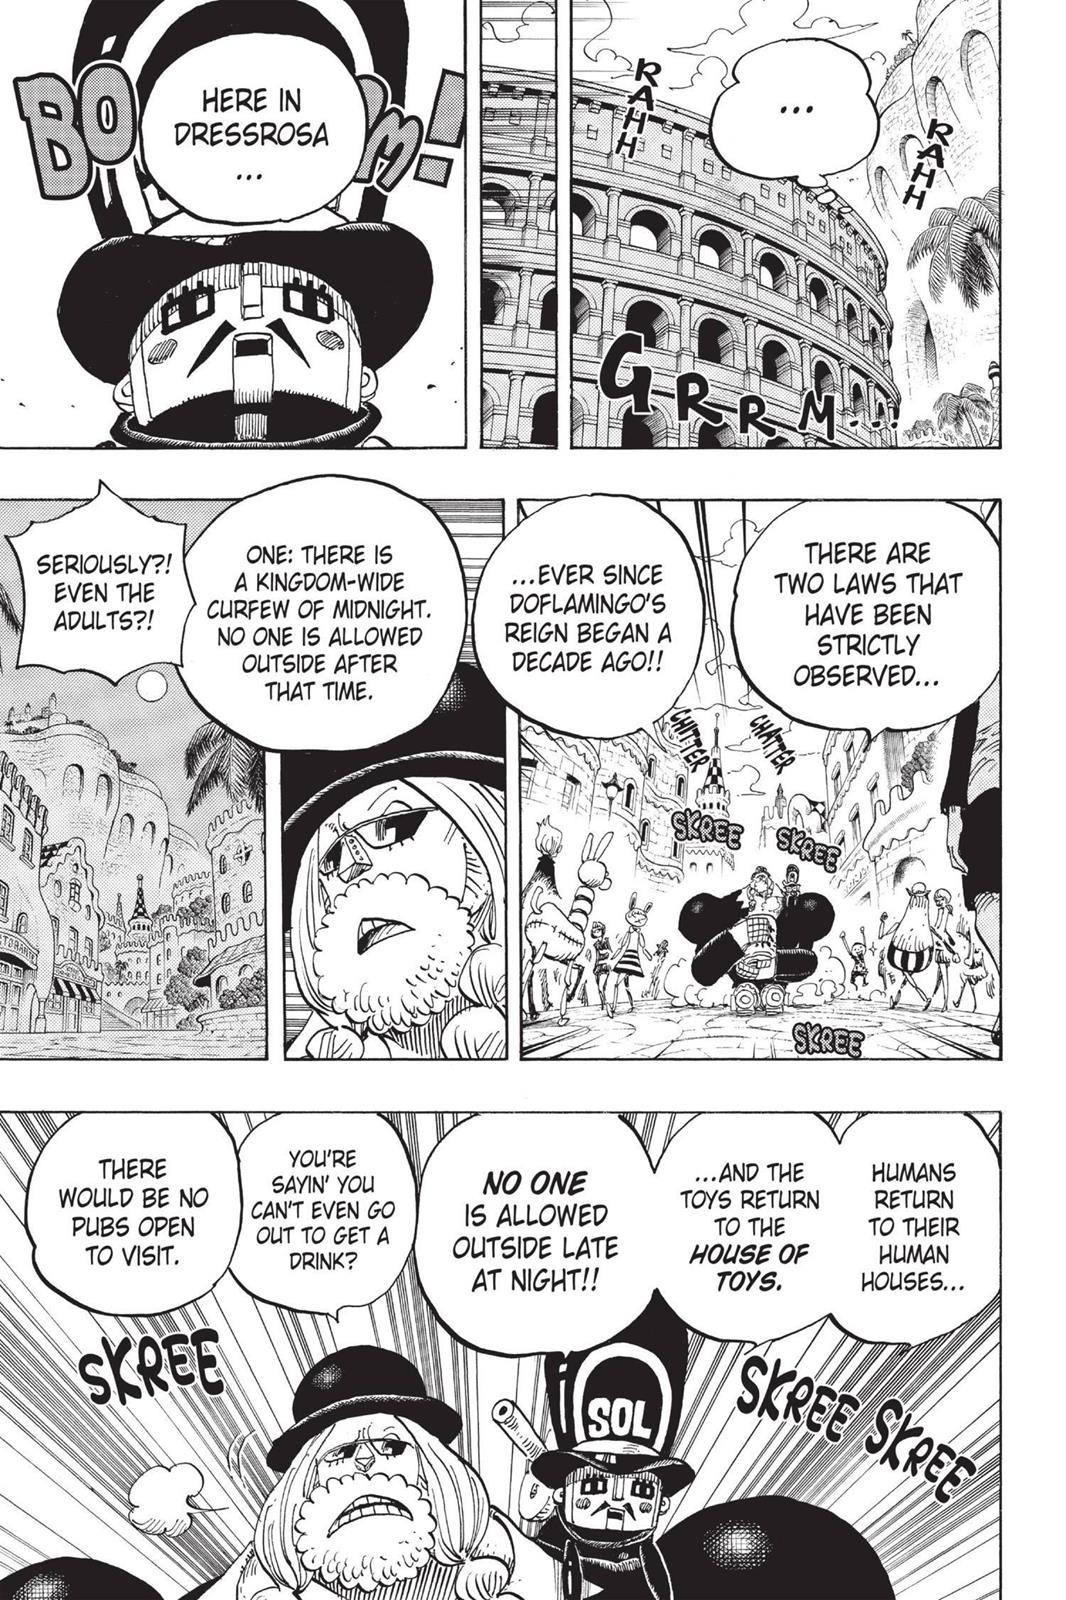 ...
RAHH
RAHH
GRRM...
HERE IN
DRESSROSA
...
THERE ARE
TWO LAWS THAT
HAVE BEEN
STRICTLY
OBSERVED...
...EVER SINCE
DOFLAMINGO'S
REIGN BEGAN A
DECADE AGO!!
CHATTER
CHITTER
SKREE
SKREE
SKREE
ONE: THERE IS
A KINGDOM-WIDE
CURFEW OF MIDNIGHT.
NO ONE IS ALLOWED
OUTSIDE AFTER
THAT TIME.
SERIOUSLY?!
EVEN THE
ADULTS?!
HUMANS
RETURN
TO THEIR
HUMAN
HOUSES...
...AND THE
TOYS RETURN
TO THE
HOUSE OF
TOYS.
NO ONE
IS ALLOWED
OUTSIDE LATE
AT NIGHT!!
YOU'RE
SAYIN' YOU
CAN'T EVEN GO
OUT TO GET A
DRINK?
THERE
WOULD BE NO
PUBS OPEN
TO VISIT.
SKREE SKREE
SOL
SKREE